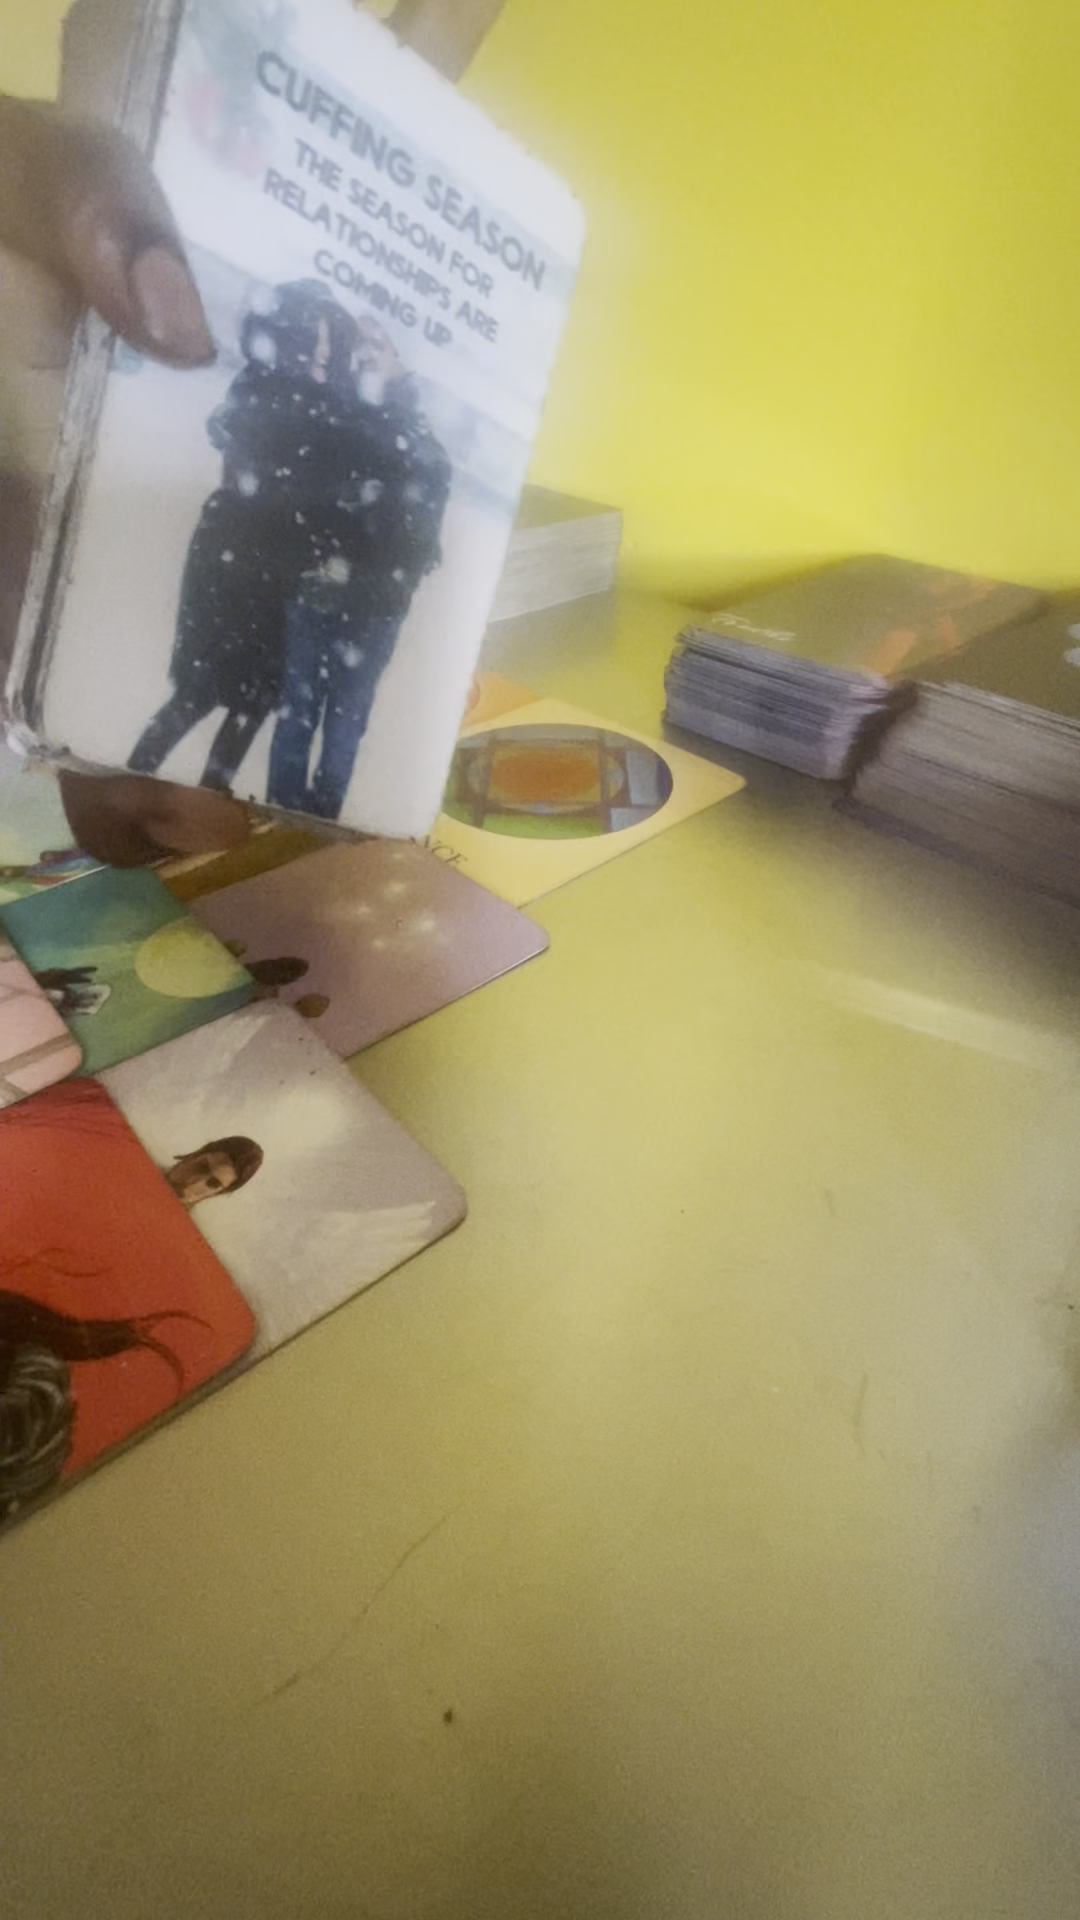 CUFFING SEASON
THE SEASON FOR
RELATIONSHIPS ARE
COMING UP